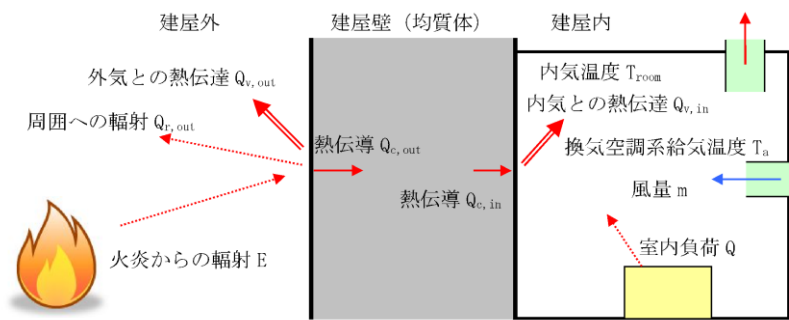 建屋外
建屋壁（均質体）
建屋内
外気との熱伝達 Qv,out
周囲への輻射 Qr,out
火炎からの輻射 E
熱伝導 Qc,out
熱伝導 Qc,in
内気温度 Troom
内気との熱伝達 Qv,in
換気空調系給気温度 Ta
風量 m
室内負荷 Q